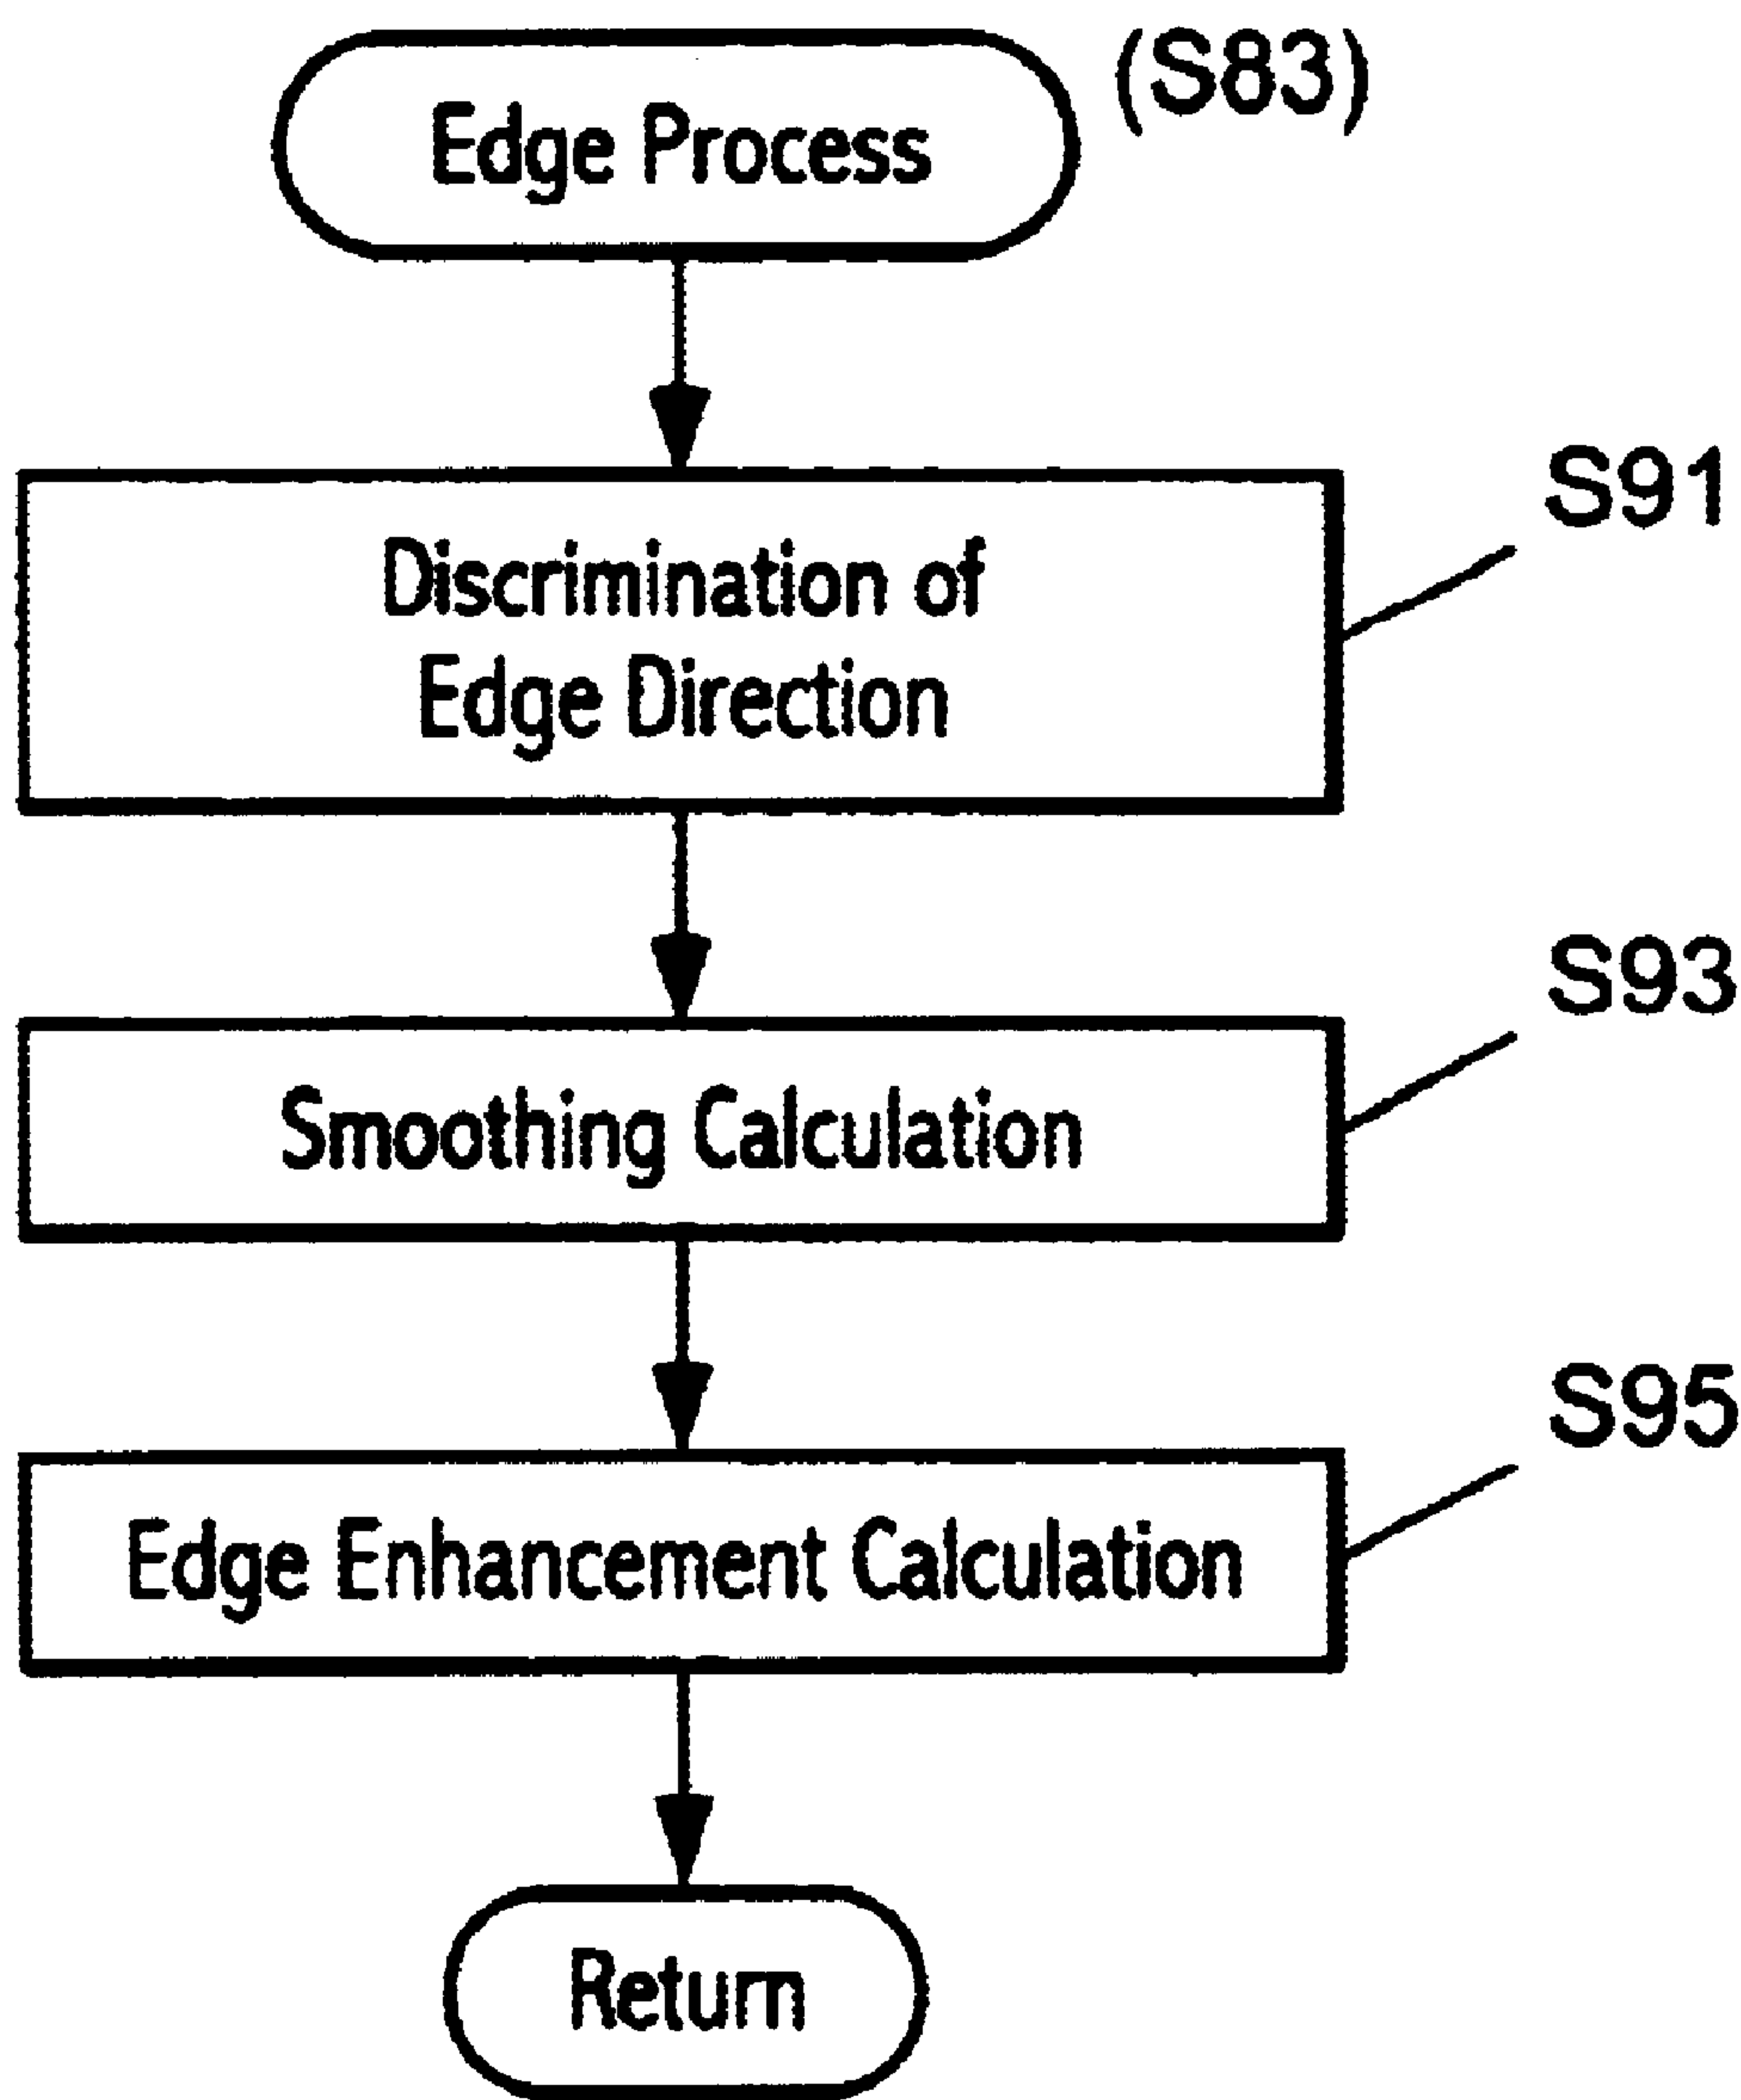 Edge Process
(S83)
Discrimination of
Edge Direction
S91
Smoothing Calculation
S93
Edge Enhancement Calculation
S95
Return